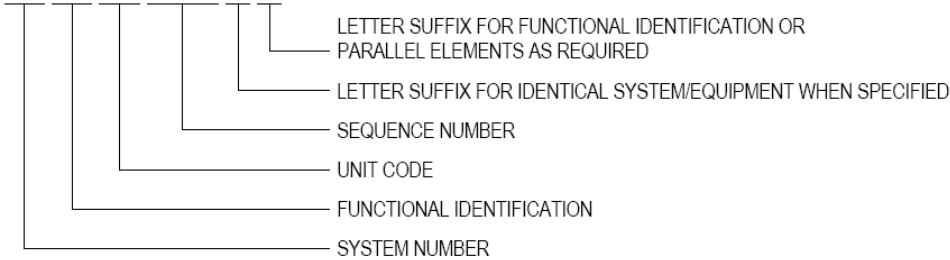 LETTER SUFFIX FOR FUNCTIONAL IDENTIFICATION OR
PARALLEL ELEMENTS AS REQUIRED
LETTER SUFFIX FOR IDENTICAL SYSTEM/EQUIPMENT WHEN SPECIFIED
SEQUENCE NUMBER
UNIT CODE
FUNCTIONAL IDENTIFICATION
SYSTEM NUMBER